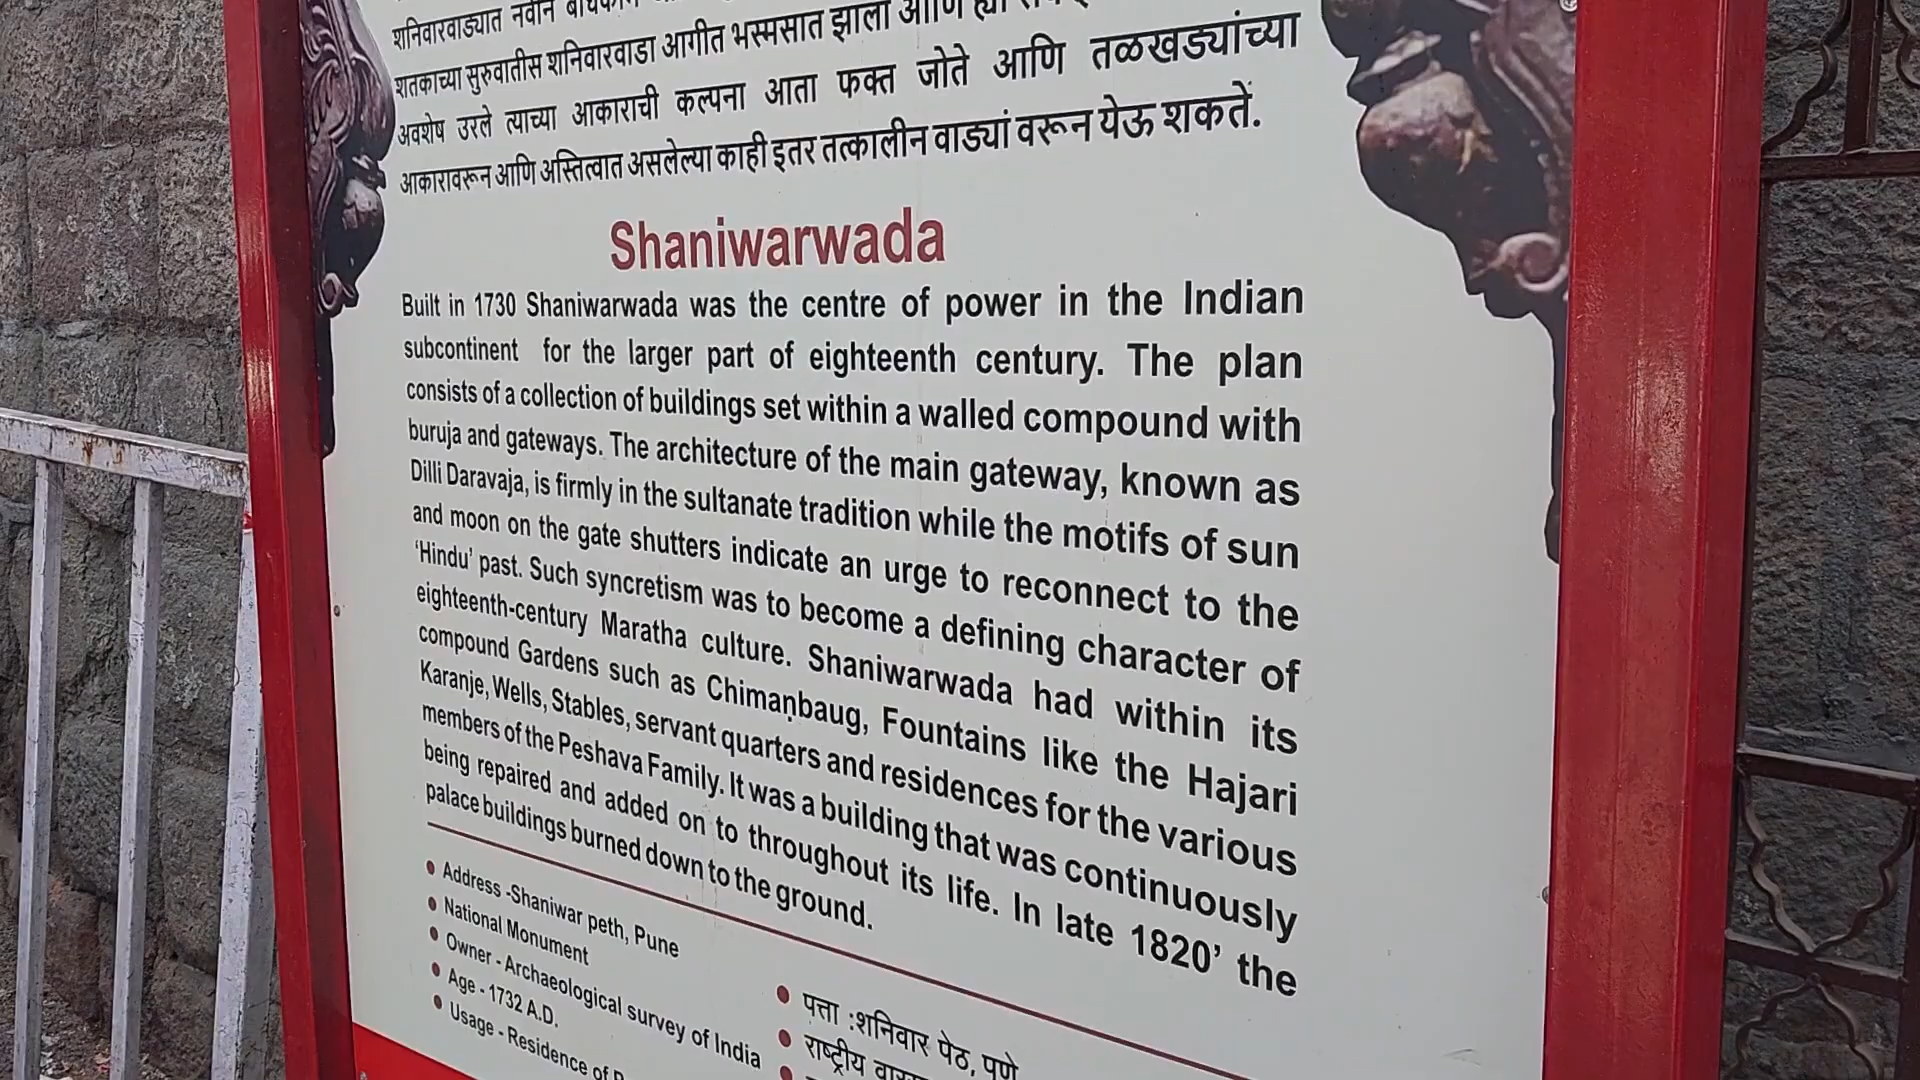 शनिवारवाड्यात नवीन
शतकाच्या सुरुवातीस शनिवारवाडा आगीत भस्मसात झाला आणि ह्या
अवशेष उरले त्याच्या आकाराची कल्पना आता फक्त जोते आणि तळखड्यांच्या
आकारावरून आणि अस्तित्वात असलेल्या काही इतर तत्कालीन वाड्यां वरून येऊ शकतें.
Shaniwarwada
Built in 1730 Shaniwarwada was the centre of power in the Indian
subcontinent for the larger part of eighteenth century. The plan
consists of a collection of buildings set within a walled compound with
buruja and gateways. The architecture of the main gateway, known as
Dilli Daravaja, is firmly in the sultanate tradition while the motifs of sun
and moon on the gate shutters indicate an urge to reconnect to the
‘Hindu’ past. Such syncretism was to become a defining character of
eighteenth-century Maratha culture. Shaniwarwada had within its
compound Gardens such as Chimaṇbaug, Fountains like the Hajari
Karanje, Wells, Stables, servant quarters and residences for the various
members of the Peshava Family. It was a building that was continuously
being repaired and added on to throughout its life. In late 1820’ the
palace buildings burned down to the ground.
Address -Shaniwar peth, Pune
National Monument
Owner - Archaeological survey of India
Age - 1732 A.D.
Usage - Residence of
पत्ता :शनिवार पेठ, पुणे
राष्ट्रीय